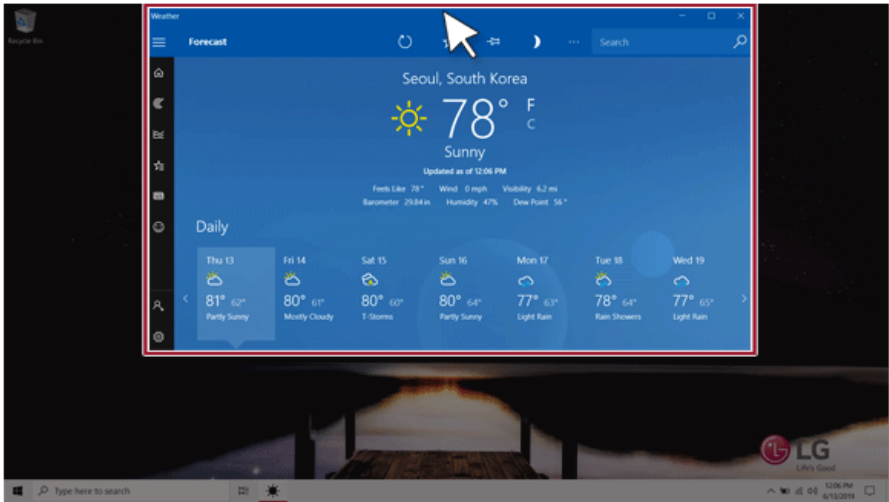 Recycle Bin
Weather
Forecast
Search
Seoul, South Korea
78° F
C
Sunny
Updated as of 12:06 PM
Feels Like 78° Wind 0 mph Visibility 6.2 mi
Barometer 29.84 in Humidity 47% Dew Point 56°
Daily
Thu 13 Fri 14 Sat 15 Sun 16 Mon 17 Tue 18 Wed 19
81° 62° 80° 61° 80° 60° 80° 64° 77° 63° 78° 64° 77° 65°
Partly Sunny Mostly Cloudy T-Storms Partly Sunny Light Rain Rain Showers Light Rain
LG
Life's Good
Type here to search
12:06 PM
6/13/2019